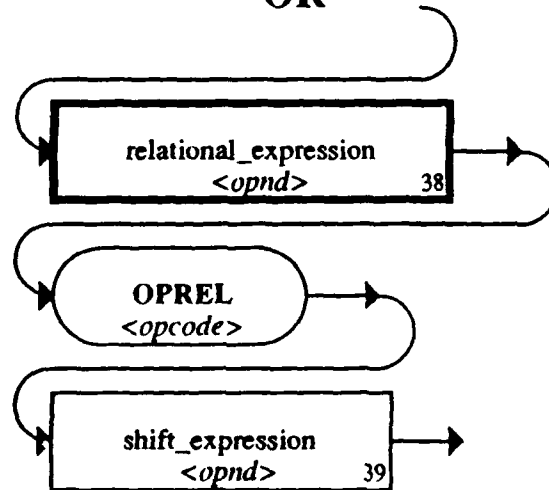 OR
relational_expression
<opnd>
38
OPREL
<opcode>
shift_expression
<opnd>
39